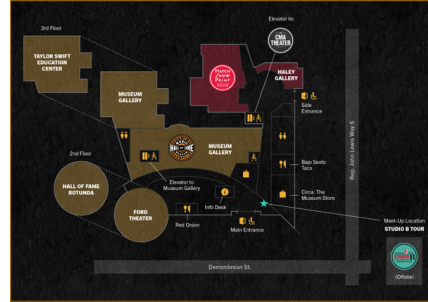 3rd Floor
TAYLOR SWIFT
EDUCATION
CENTER
MUSEUM
GALLERY
HATCH
SHOW
PRINT
Elevator to:
CMA
THEATER
HALEY
GALLERY
Side
Entrance
MUSEUM
GALLERY
2nd Floor
HALL OF FAME
ROTUNDA
FORD
THEATER
Elevator to
Museum Gallery
Red Onion
Info Desk
Main Entrance
Bajo Sexto
Taco
Circa. The
Museum Store
Rep. John Lewis Way S
Meet-Up Location
STUDIO B TOUR
(Offsite)
Demonbreun St.